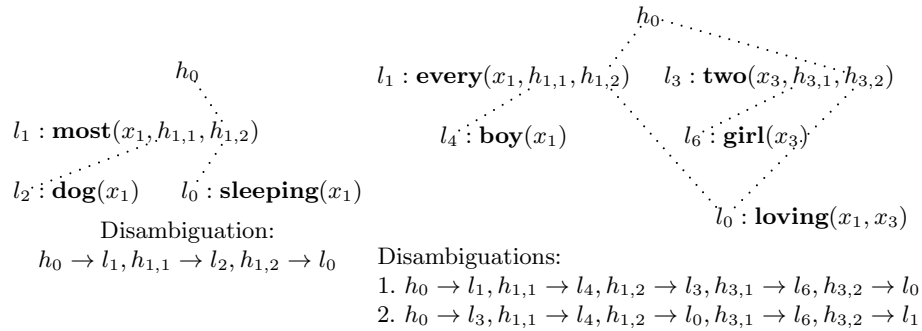 h₀
l₁ : most(x₁, h₁,₁, h₁,₂)
l₂ : dog(x₁) l₀ : sleeping(x₁)
Disambiguation:
h₀ → l₁, h₁,₁ → l₂, h₁,₂ → l₀
h₀
l₁ : every(x₁, h₁,₁, h₁,₂) l₃ : two(x₃, h₃,₁, h₃,₂)
l₄ : boy(x₁) l₆ : girl(x₃)
l₀ : loving(x₁, x₃)
Disambiguations:
1. h₀ → l₁, h₁,₁ → l₄, h₁,₂ → l₃, h₃,₁ → l₆, h₃,₂ → l₀
2. h₀ → l₃, h₁,₁ → l₄, h₁,₂ → l₀, h₃,₁ → l₆, h₃,₂ → l₁